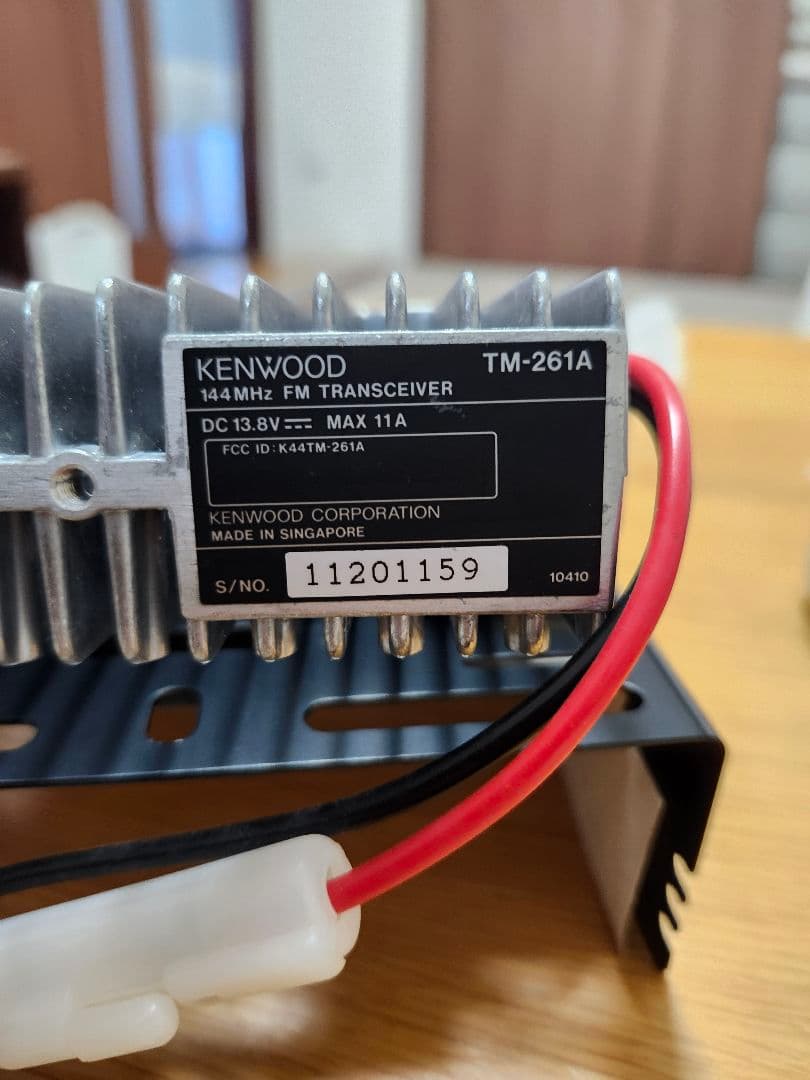 KENWOOD TM-261A
144MHz FM TRANSCEIVER
DC 13.8V⎓ MAX 11A
FCC ID: K44TM-261A
KENWOOD CORPORATION
MADE IN SINGAPORE
S/NO. 11201159 10410